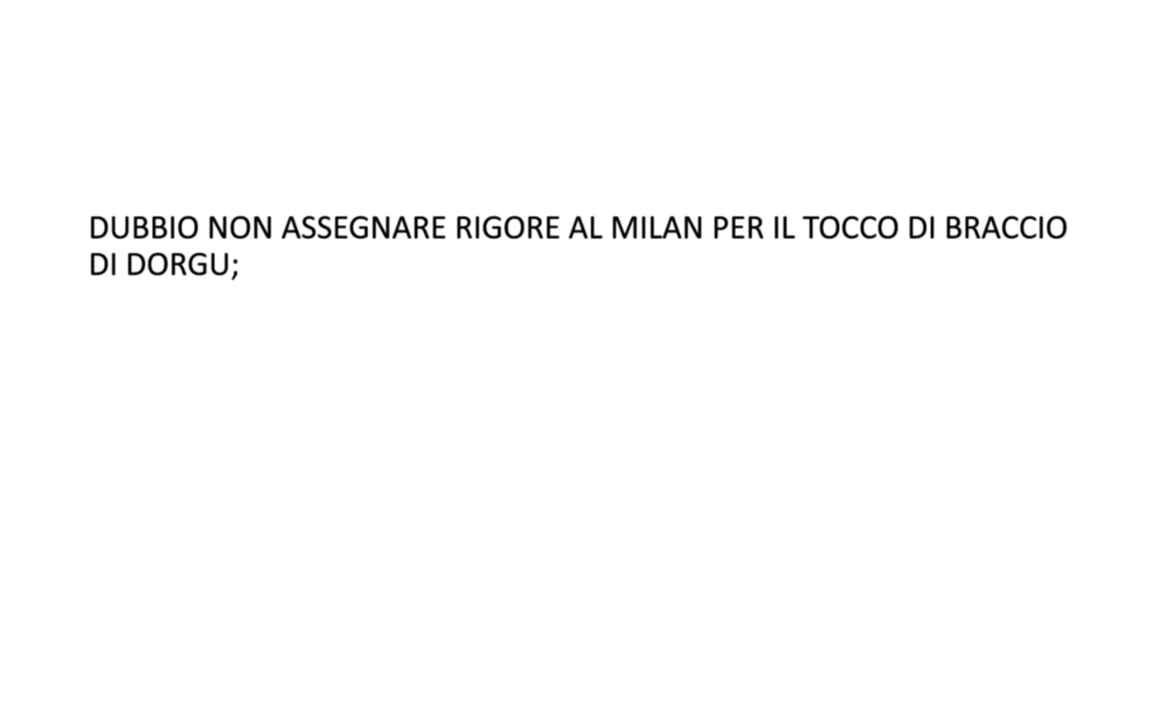 DUBBIO NON ASSEGNARE RIGORE AL MILAN PER IL TOCCO DI BRACCIO
DI DORGU;